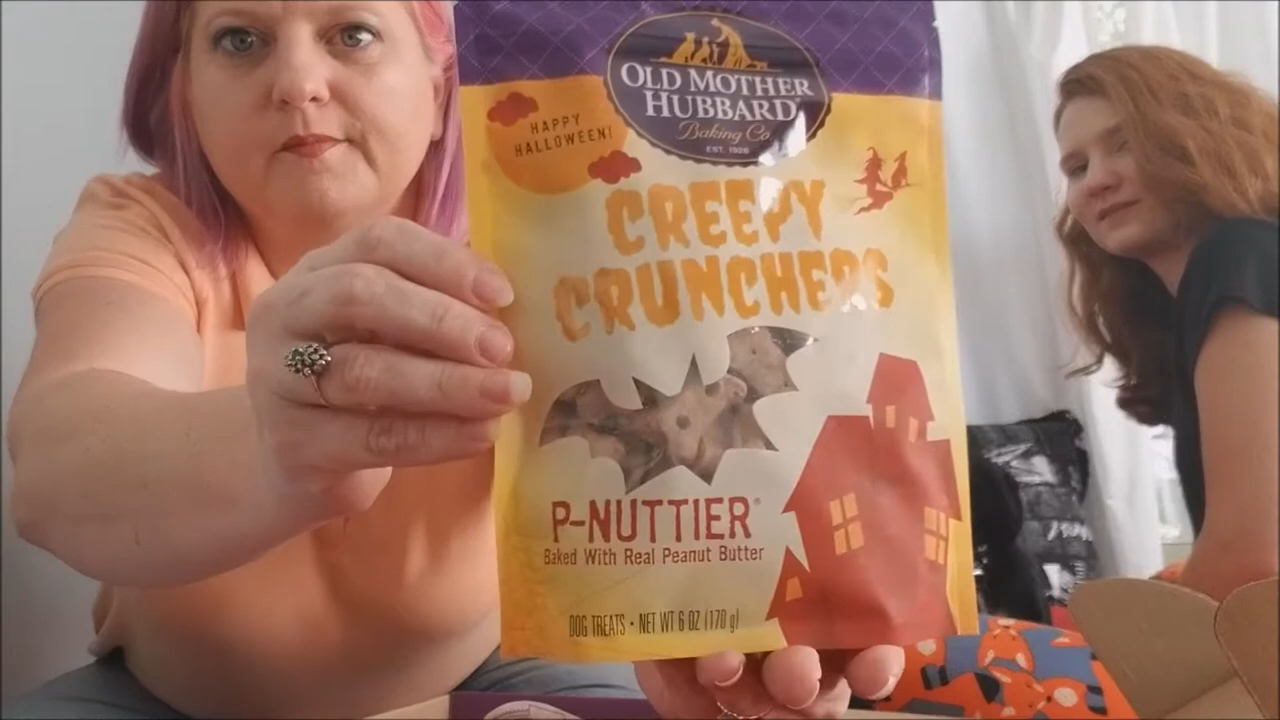 OLD MOTHER
HUBBARD
Baking Co.
EST. 1926
HAPPY
HALLOWEEN!
CREEPY
CRUNCHERS
P-NUTTIER®
Baked With Real Peanut Butter
DOG TREATS • NET WT 6 OZ (170 g)